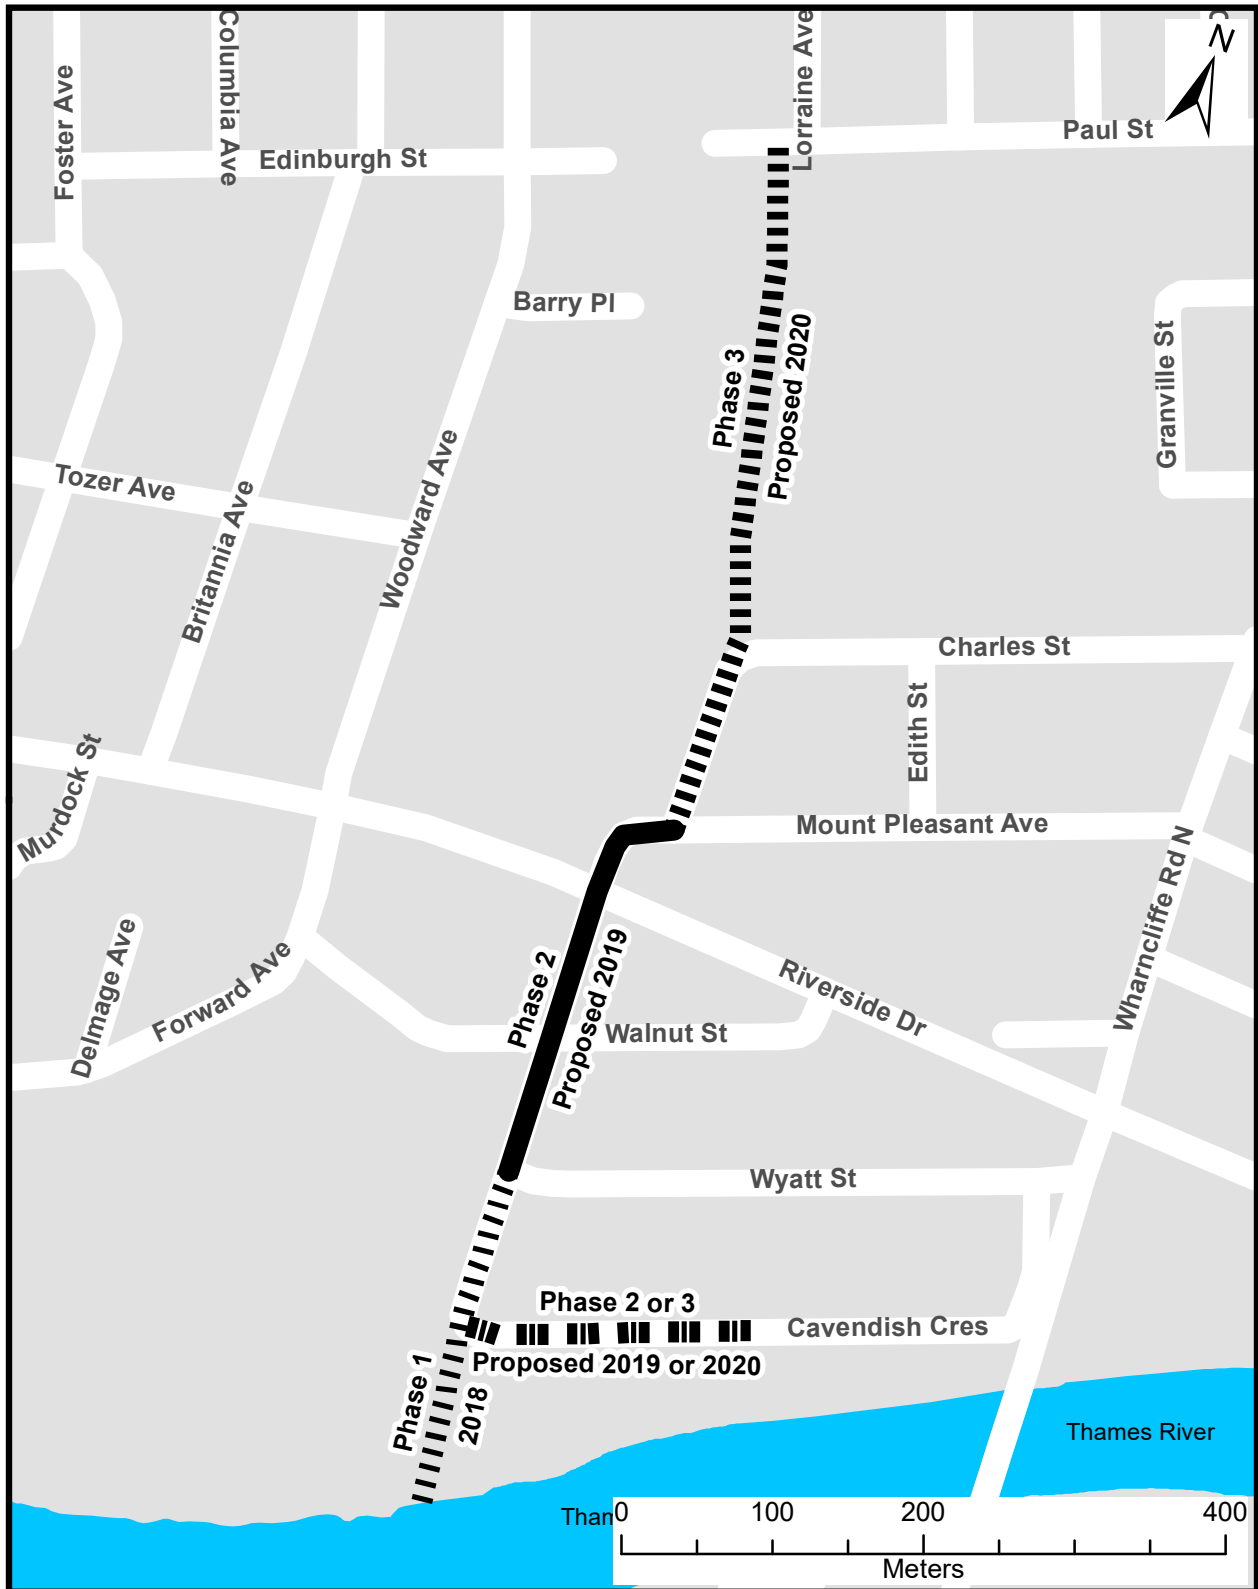 Foster Ave
Columbia Ave
Lorraine Ave
N
Edinburgh St
Paul St
Barry Pl
Granville St
Phase 3
Proposed 2020
Tozer Ave
Britannia Ave
Woodward Ave
Charles St
Edith St
Murdock St
Mount Pleasant Ave
Wharncliffe Rd N
Delmage Ave
Forward Ave
Phase 2
Proposed 2019
Riverside Dr
Walnut St
Wyatt St
Phase 2 or 3
Cavendish Cres
Proposed 2019 or 2020
Phase 1
2018
Thames River
Tham
0 100 200 400
Meters